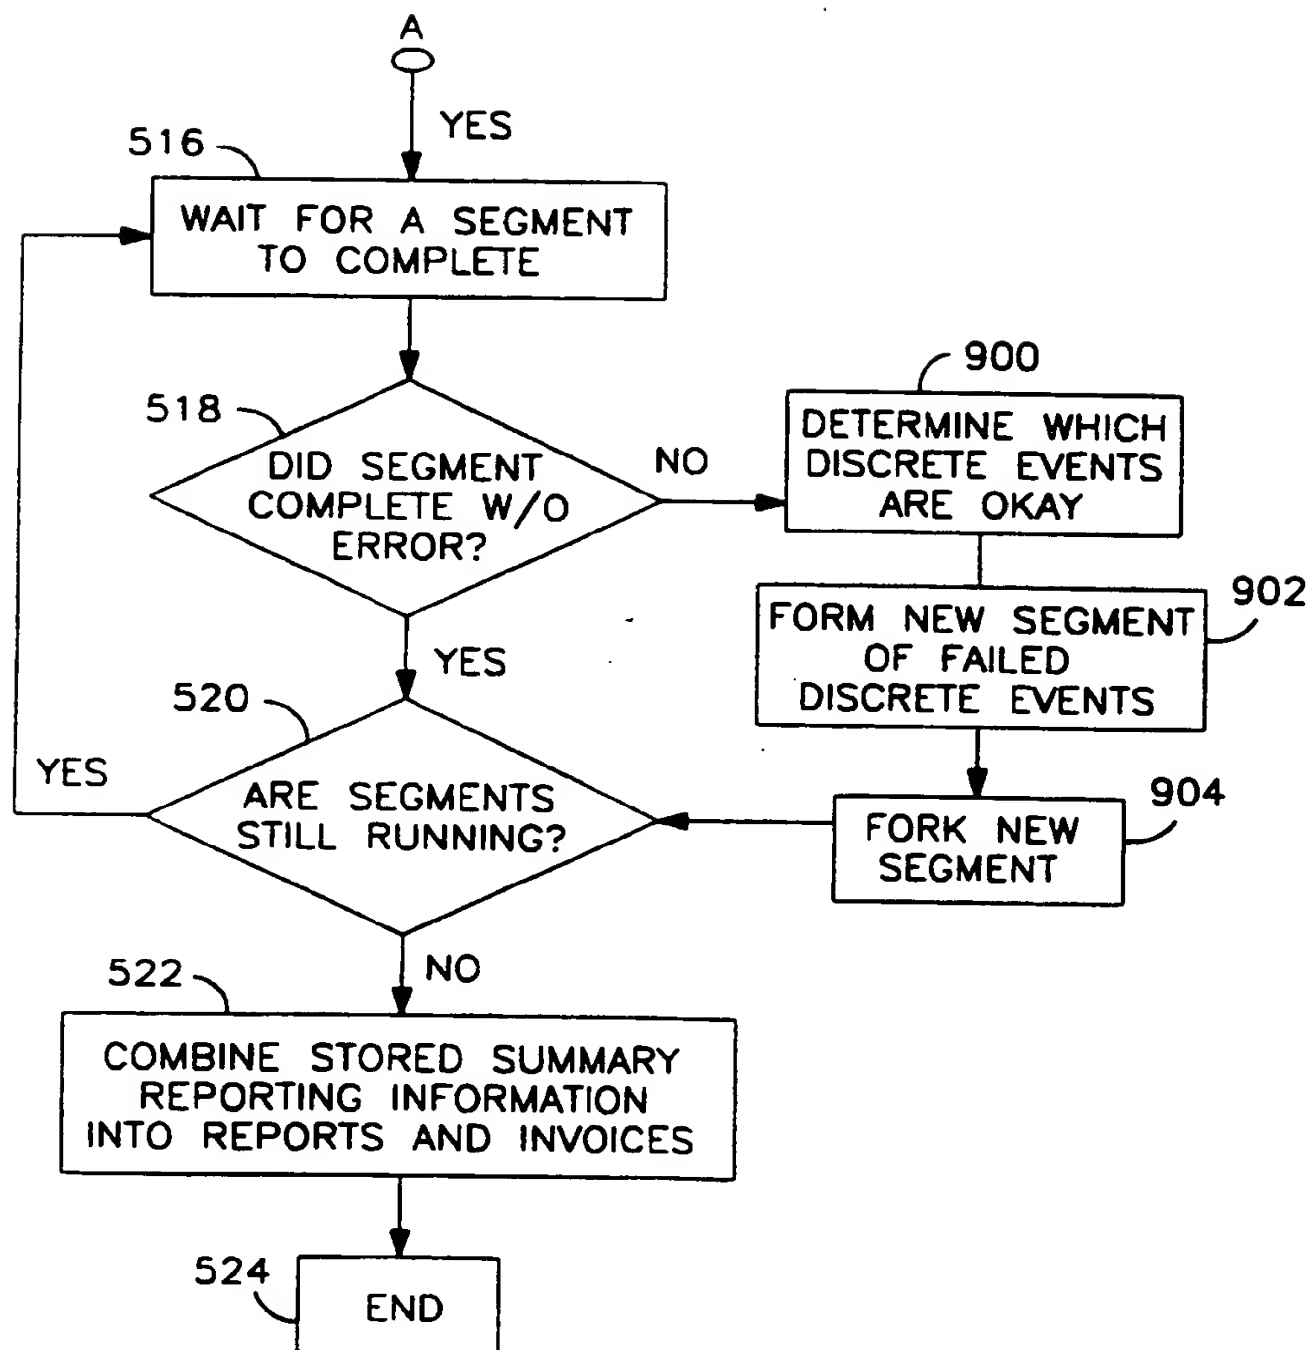 A
YES
516
WAIT FOR A SEGMENT
TO COMPLETE
518
DID SEGMENT
COMPLETE W/O
ERROR?
NO
900
DETERMINE WHICH
DISCRETE EVENTS
ARE OKAY
902
FORM NEW SEGMENT
OF FAILED
DISCRETE EVENTS
YES
520
YES
ARE SEGMENTS
STILL RUNNING?
904
FORK NEW
SEGMENT
NO
522
COMBINE STORED SUMMARY
REPORTING INFORMATION
INTO REPORTS AND INVOICES
524
END